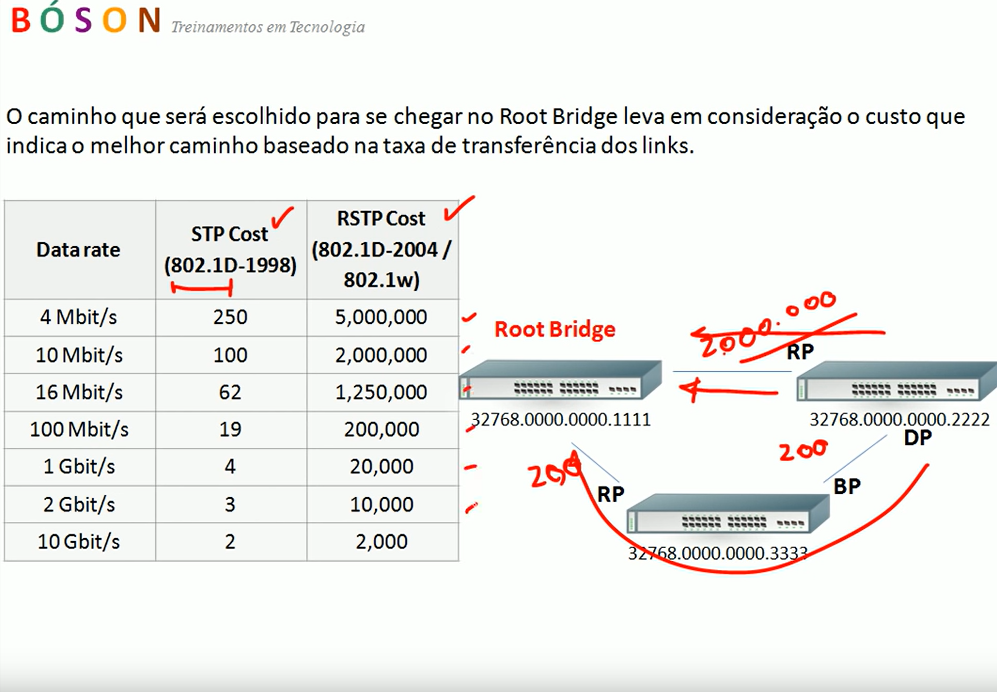 BÓSON Treinamentos em Tecnologia
O caminho que será escolhido para se chegar no Root Bridge leva em consideração o custo que
indica o melhor caminho baseado na taxa de transferência dos links.
Data rate
STP Cost
(802.1D-1998)
RSTP Cost
(802.1D-2004 /
802.1w)
4 Mbit/s 250 5,000,000
10 Mbit/s 100 2,000,000
16 Mbit/s 62 1,250,000
100 Mbit/s 19 200,000
1 Gbit/s 4 20,000
2 Gbit/s 3 10,000
10 Gbit/s 2 2,000
Root Bridge
2.000.000
RP
32768.0000.0000.1111
32768.0000.0000.2222
DP
200
200
RP
BP
32768.0000.0000.3333